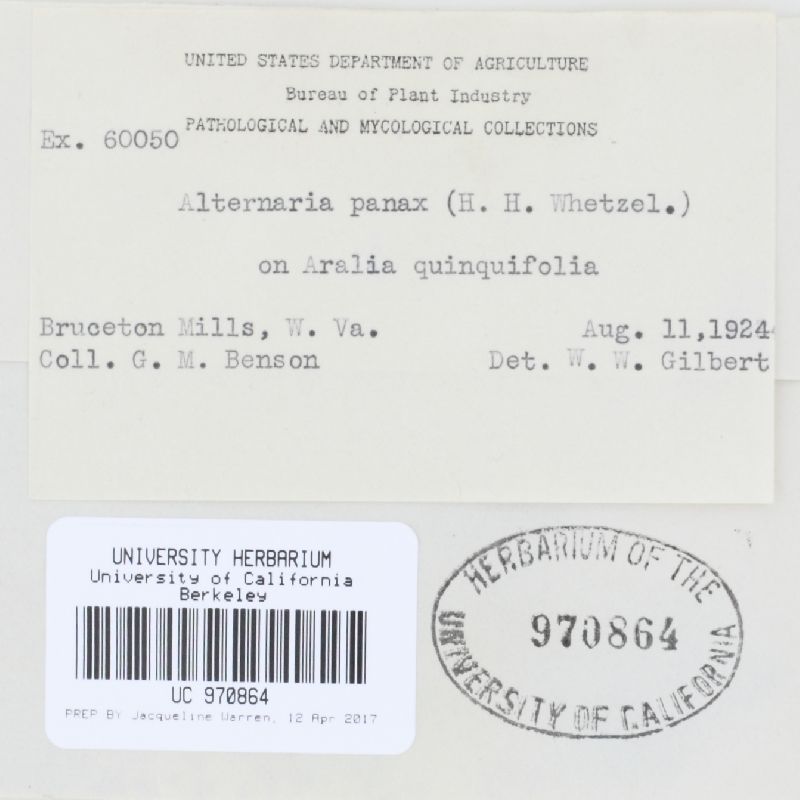 UNITED STATES DEPARTMENT OF AGRICULTURE
Bureau of Plant Industry
PATHOLOGICAL AND MYCOLOGICAL COLLECTIONS
Ex. 60050
Alternaria panax (H. H. Whetzel.)
on Aralia quinquifolia
Bruceton Mills, W. Va. Aug. 11,1924
Coll. G. M. Benson Det. W. W. Gilbert
UNIVERSITY HERBARIUM
University of California
Berkeley
UC 970864
PREP BY Jacqueline Warren, 12 Apr 2017
HERBARIUM OF THE
970864
UNIVERSITY OF CALIFORNIA